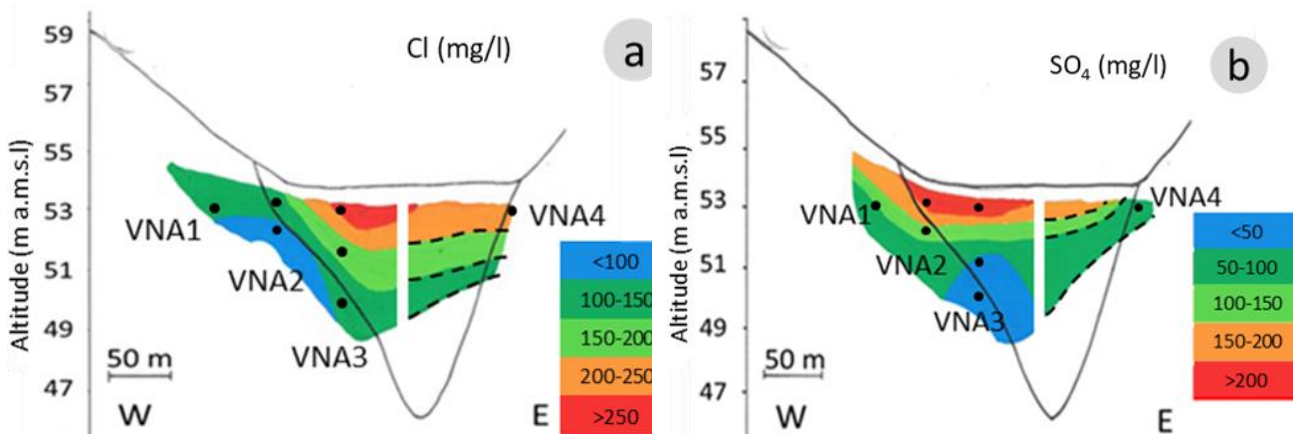 Cl (mg/l)
a
59
57
55
53
51
49
47
Altitude (m a.m.s.l)
VNA1
VNA2
VNA3
VNA4
<100
100-150
150-200
200-250
>250
50 m
W
E
SO₄ (mg/l)
b
57
55
53
51
49
47
Altitude (m a.m.s.l)
VNA1
VNA2
VNA3
VNA4
<50
50-100
100-150
150-200
>200
50 m
W
E